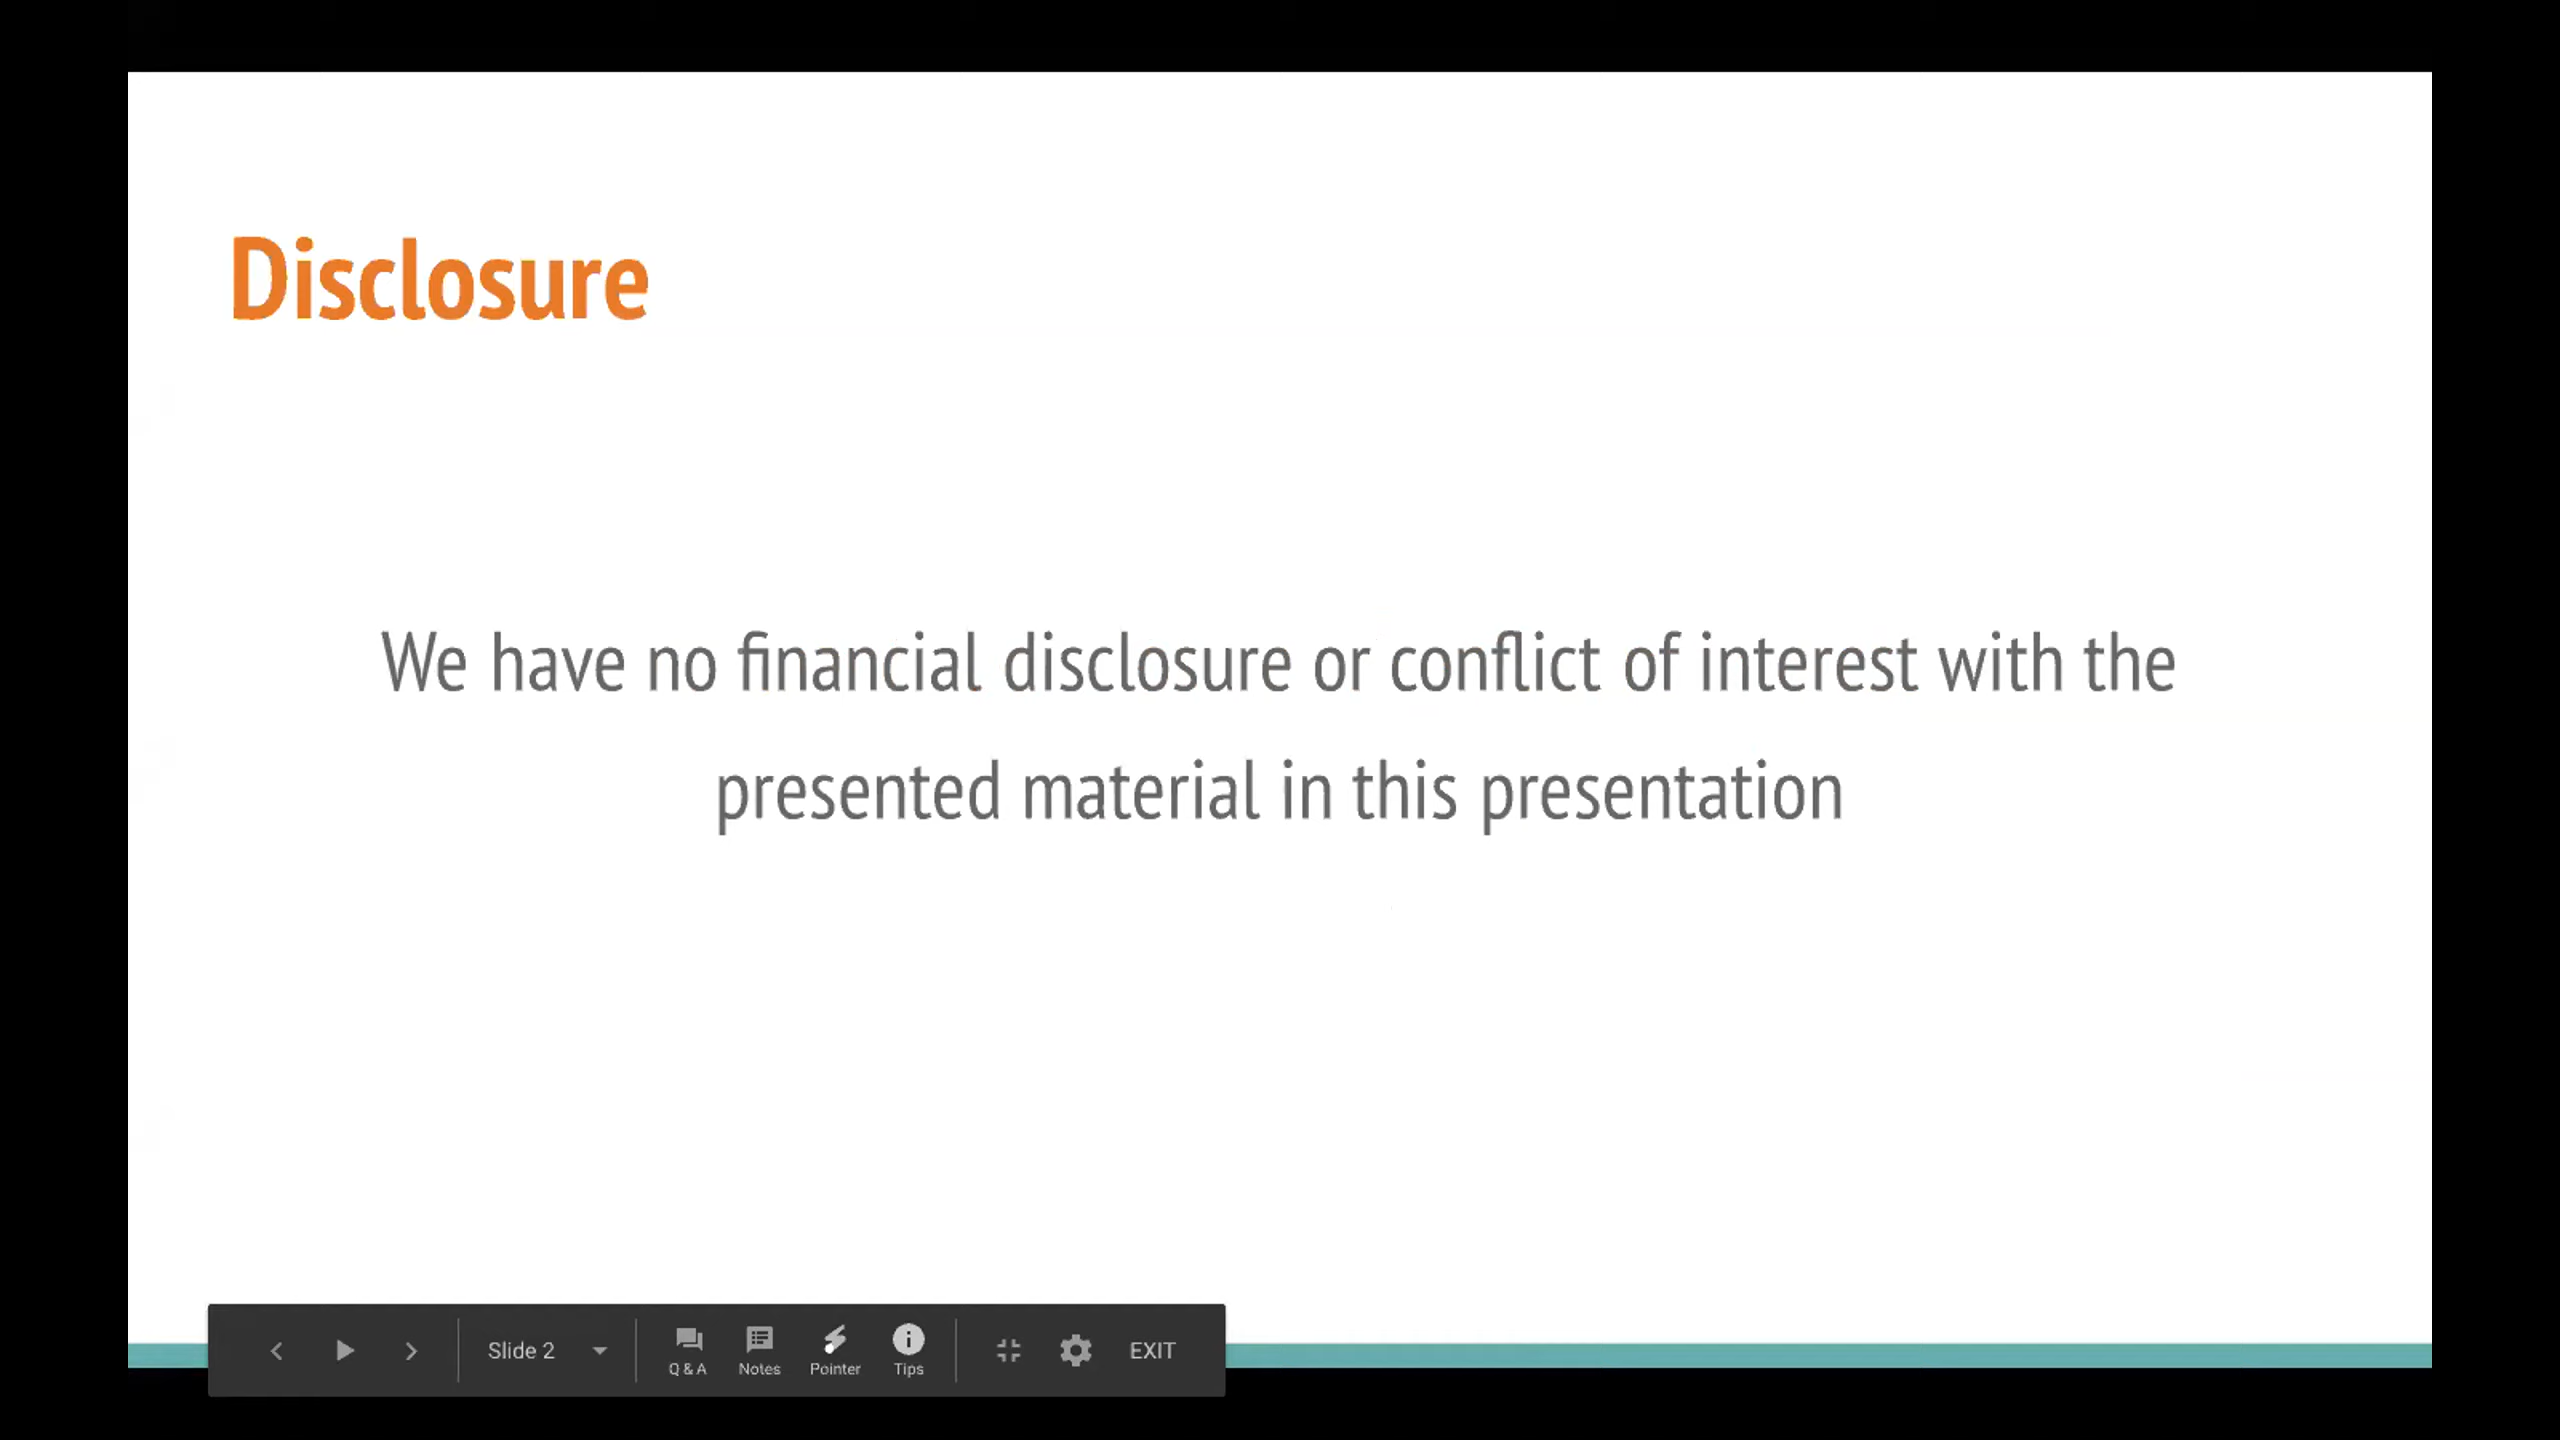 Disclosure
We have no financial disclosure or conflict of interest with the
presented material in this presentation
Slide 2
Q & A
Notes
Pointer
Tips
EXIT